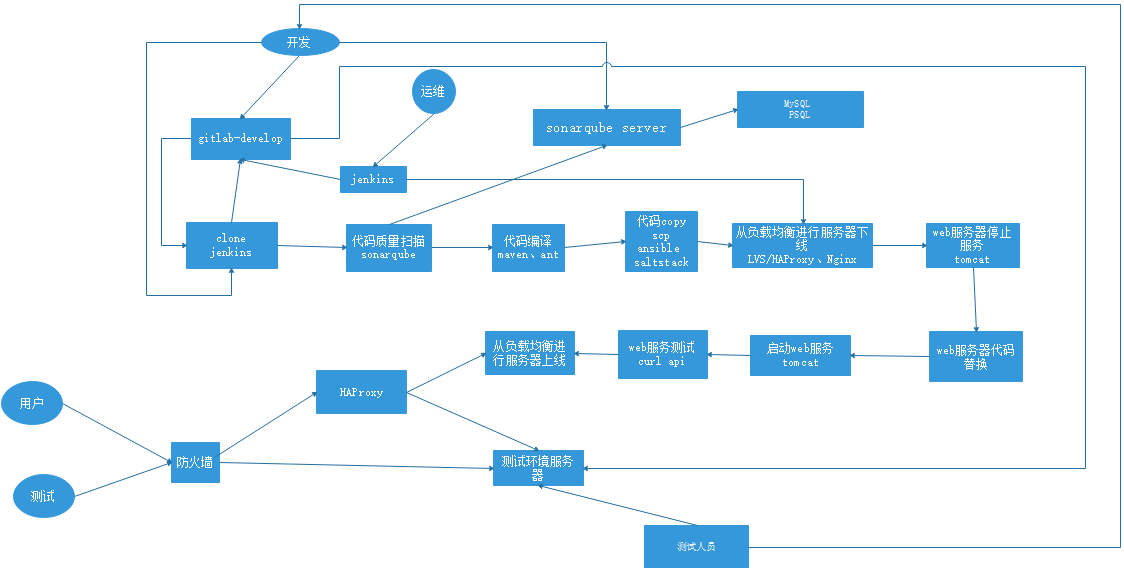 开发
运维
gitlab-develop
sonarqube server
MySQL
PSQL
jenkins
clone
jenkins
代码质量扫描
sonarqube
代码编译
maven、ant
代码copy
scp
ansible
saltstack
从负载均衡进行服务器下
线
LVS/HAProxy、Nginx
web服务器停止
服务
tomcat
从负载均衡进
行服务器上线
web服务测试
curl api
启动web服务
tomcat
web服务器代码
替换
用户
HAProxy
防火墙
测试环境服务
器
测试
测试人员